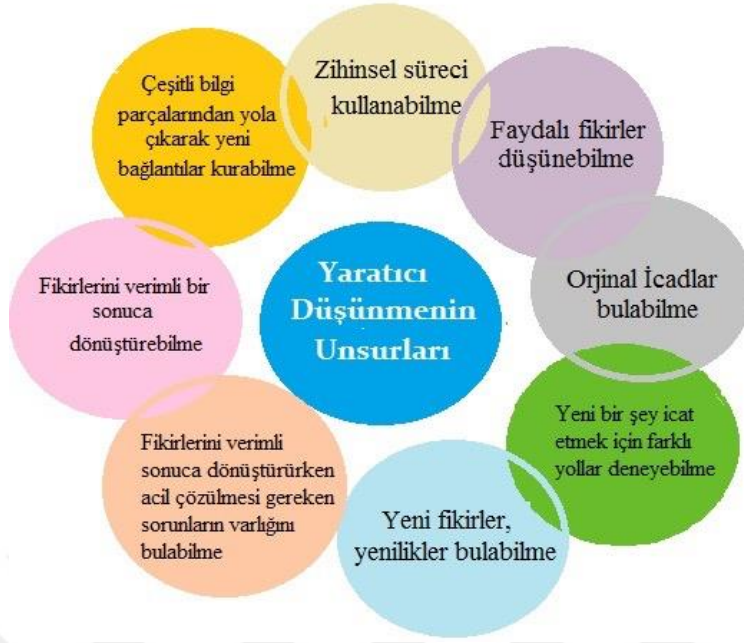 Zihinsel süreci
kullanabilme
Faydalı fikirler
düşünebilme
Orjinal İcadlar
bulabilme
Yeni bir şey icat
etmek için farklı
yollar deneyebilme
Yeni fikirler,
yenilikler bulabilme
Fikirlerini verimli
sonuca dönüştürürken
acil çözülmesi gereken
sorunların varlığını
bulabilme
Fikirlerini verimli bir
sonuca
dönüştürebilme
Çeşitli bilgi
parçalarından yola
çıkarak yeni
bağlantılar kurabilme
Yaratıcı
Düşünmenin
Unsurları